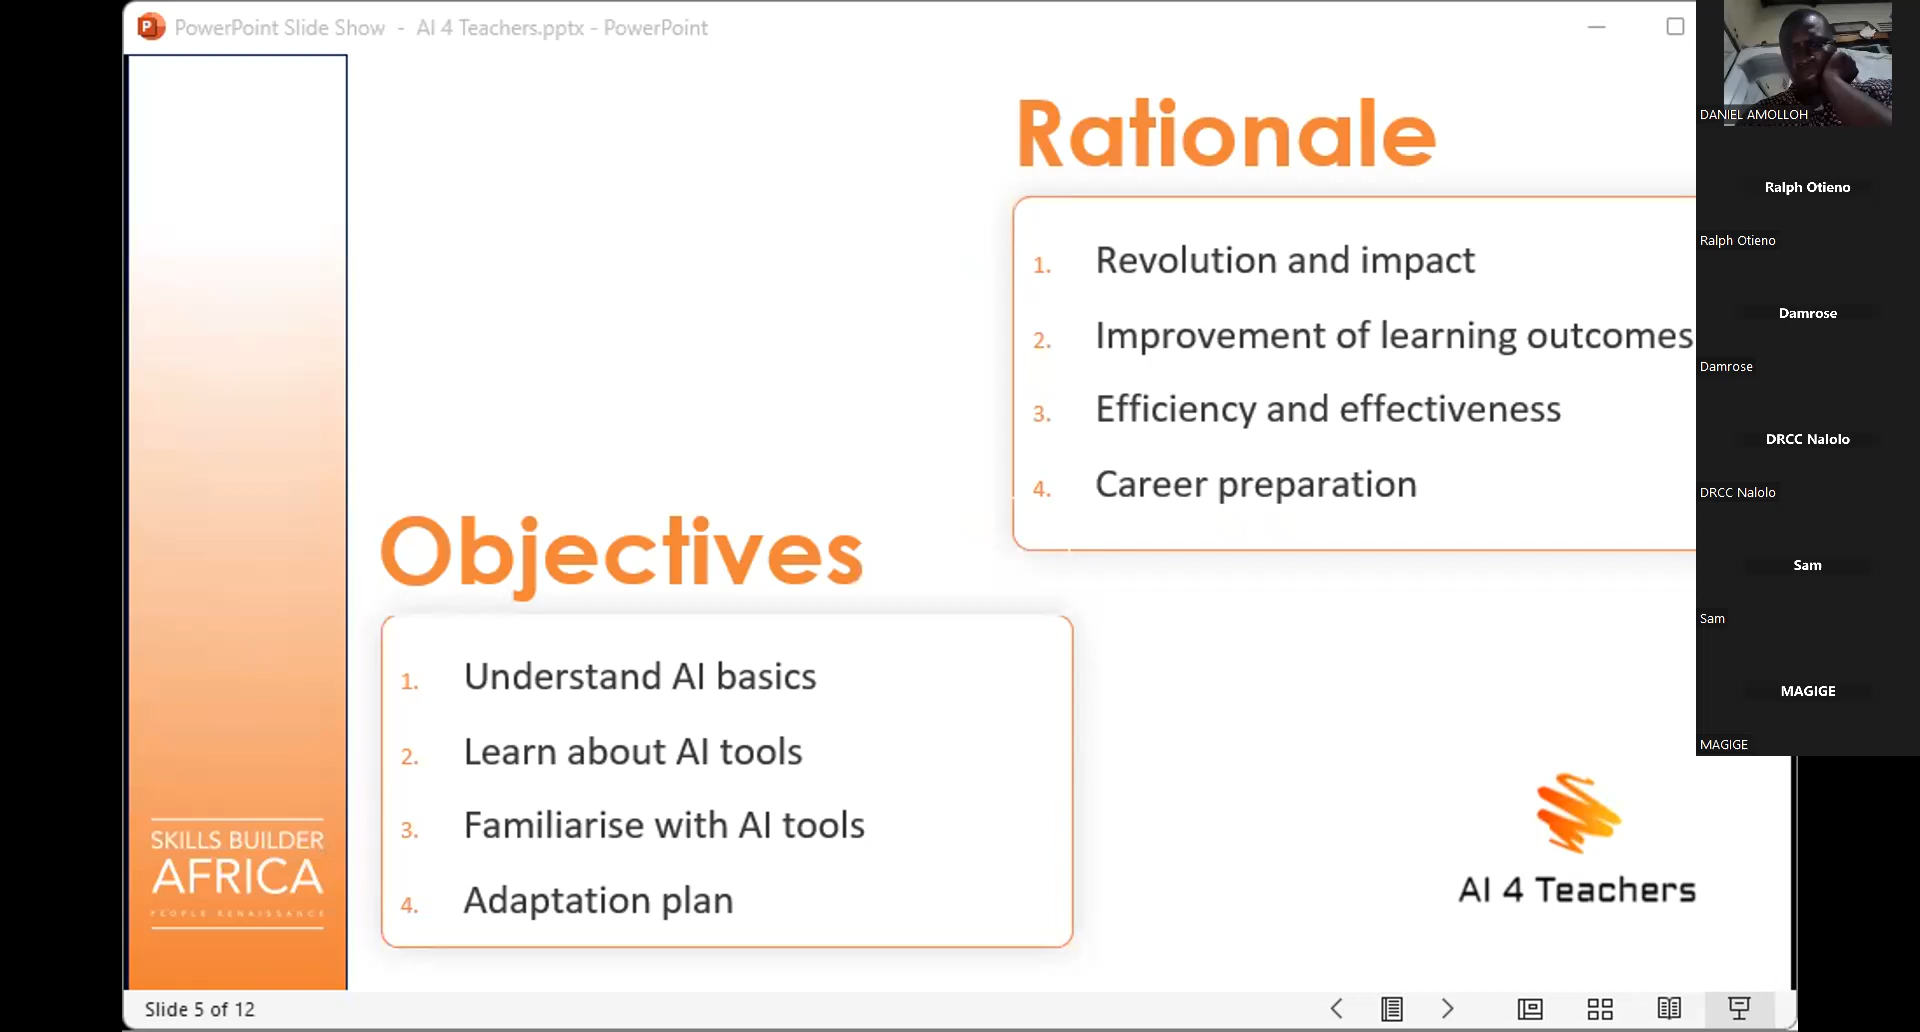 PowerPoint Slide Show - AI 4 Teachers.pptx - PowerPoint
Rationale
1. Revolution and impact
2. Improvement of learning outcomes
3. Efficiency and effectiveness
4. Career preparation
Objectives
1. Understand AI basics
2. Learn about AI tools
3. Familiarise with AI tools
4. Adaptation plan
SKILLS BUILDER
AFRICA
PEOPLE RENAISSANCE
AI 4 Teachers
Slide 5 of 12
DANIEL AMOLLOH
Ralph Otieno
Ralph Otieno
Damrose
Damrose
DRCC Nalolo
DRCC Nalolo
Sam
Sam
MAGIGE
MAGIGE